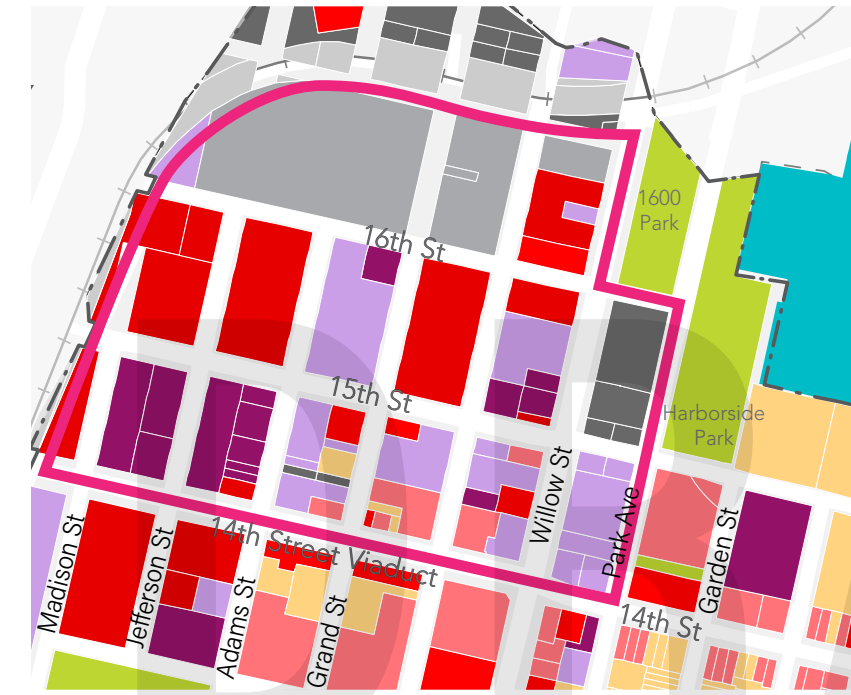 1600
Park
16th St
15th St
Harborside
Park
Willow St
Park Ave
14th Street Viaduct
Madison St
Jefferson St
Adams St
Grand St
Garden St
14th St